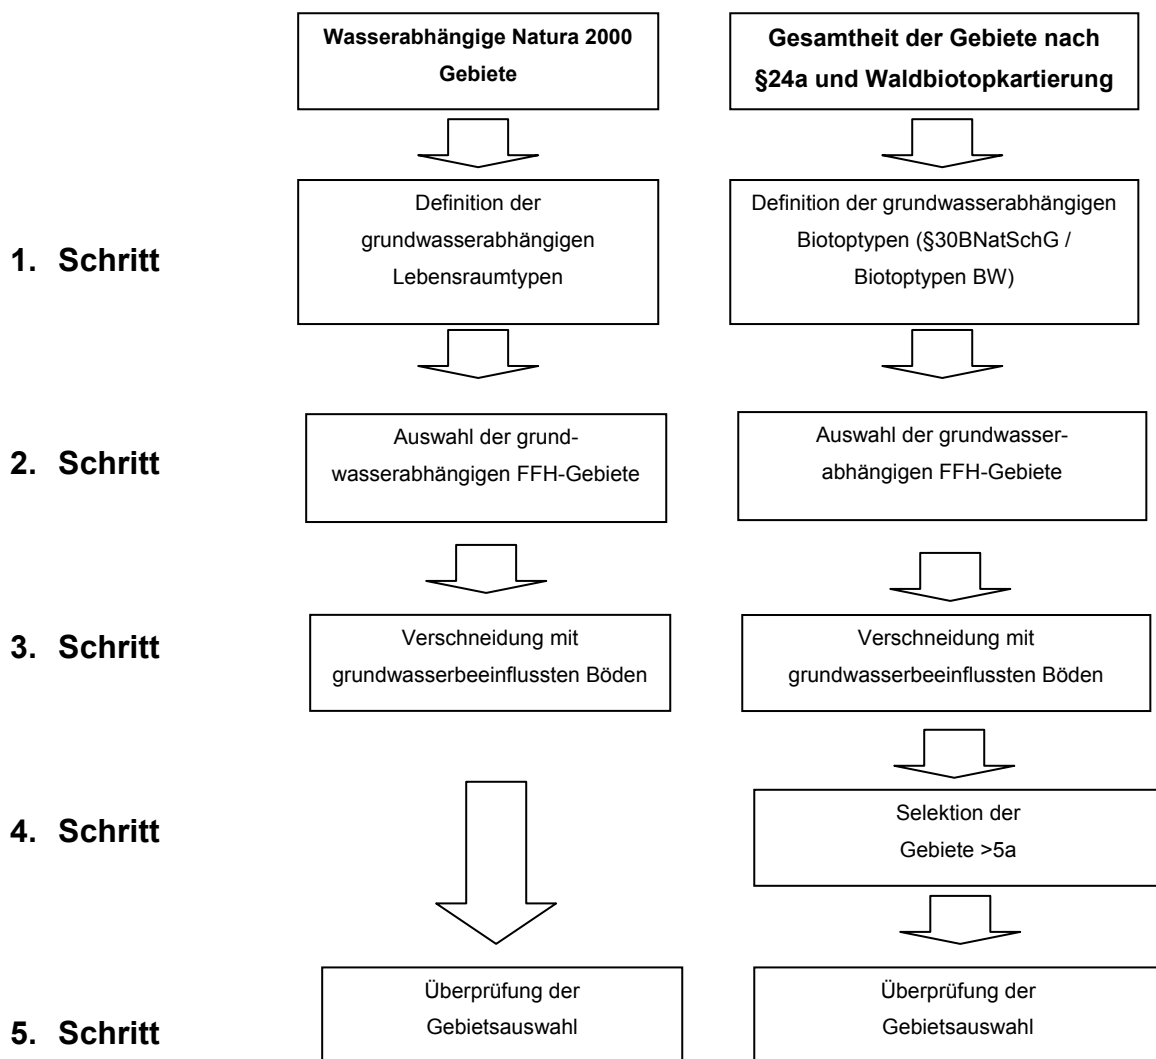 Wasserabhängige Natura 2000
Gebiete
Gesamtheit der Gebiete nach
§24a und Waldbiotopkartierung
1. Schritt
Definition der
grundwasserabhängigen
Lebensraumtypen
Definition der grundwasserabhängigen
Biotoptypen (§30BNatSchG /
Biotoptypen BW)
2. Schritt
Auswahl der grund-
wasserabhängigen FFH-Gebiete
Auswahl der grundwasser-
abhängigen FFH-Gebiete
3. Schritt
Verschneidung mit
grundwasserbeeinflussten Böden
Verschneidung mit
grundwasserbeeinflussten Böden
4. Schritt
Selektion der
Gebiete >5a
5. Schritt
Überprüfung der
Gebietsauswahl
Überprüfung der
Gebietsauswahl